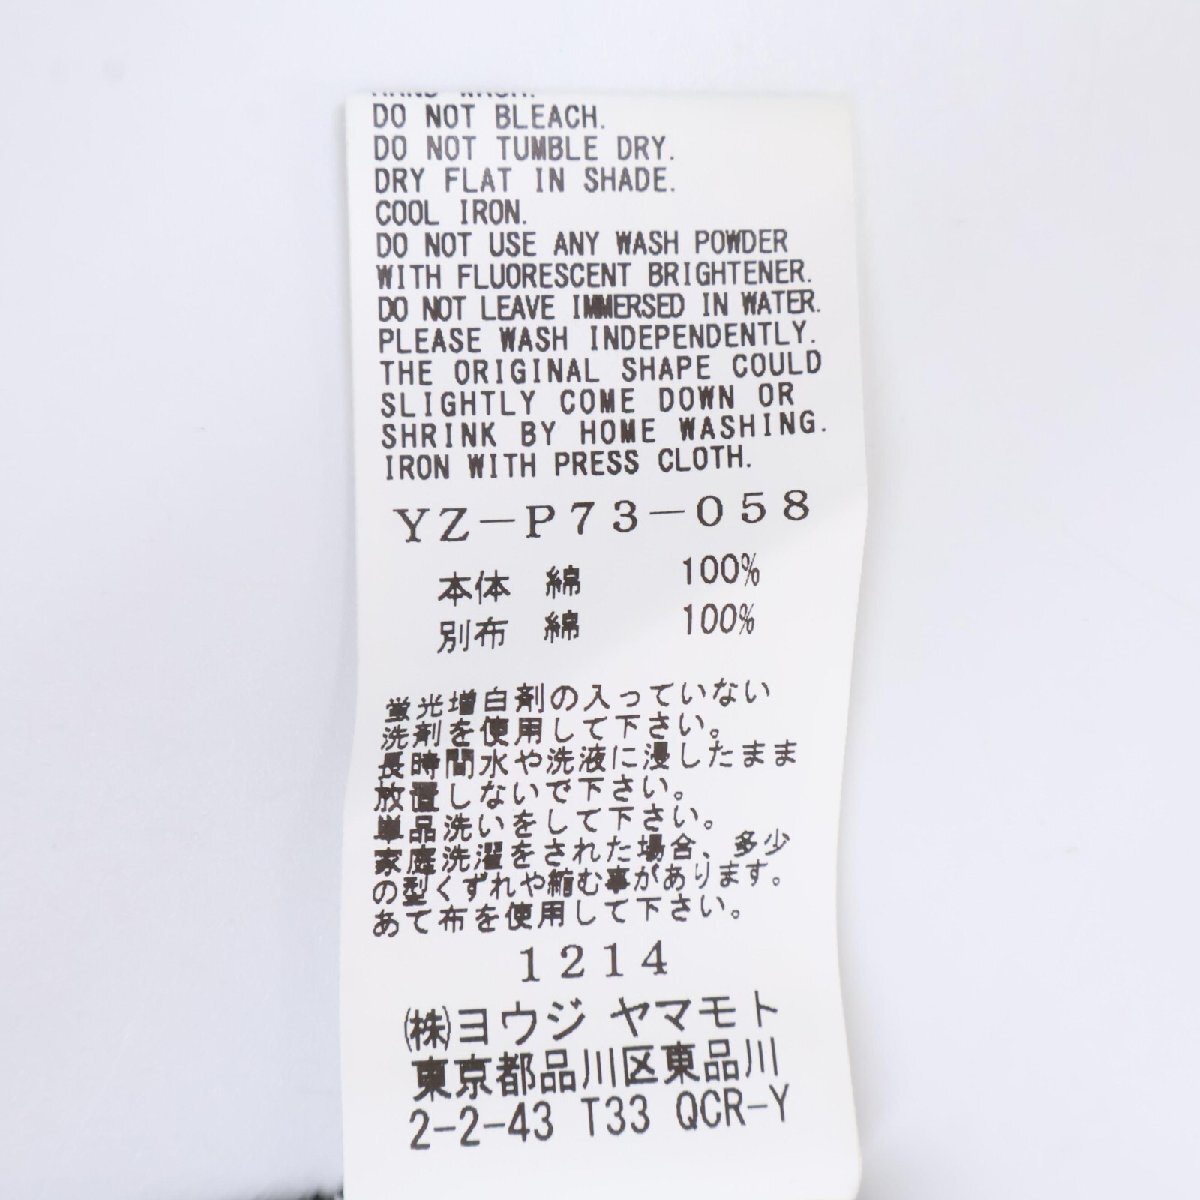 HAND WASH.
DO NOT BLEACH.
DO NOT TUMBLE DRY.
DRY FLAT IN SHADE.
COOL IRON.
DO NOT USE ANY WASH POWDER
WITH FLUORESCENT BRIGHTENER.
DO NOT LEAVE IMMERSED IN WATER.
PLEASE WASH INDEPENDENTLY.
THE ORIGINAL SHAPE COULD
SLIGHTLY COME DOWN OR
SHRINK BY HOME WASHING.
IRON WITH PRESS CLOTH.
YZ-P73-058
本体 綿 100%
別布 綿 100%
蛍光増白剤の入っていない
洗剤を使用して下さい。
長時間水や洗液に浸したまま
放置しないで下さい。
単品洗いをして下さい。
家庭洗濯をされた場合、多少
の型くずれや縮む事があります。
あて布を使用して下さい。
1214
㈱ヨウジ ヤマモト
東京都品川区東品川
2-2-43 T33 QCR-Y